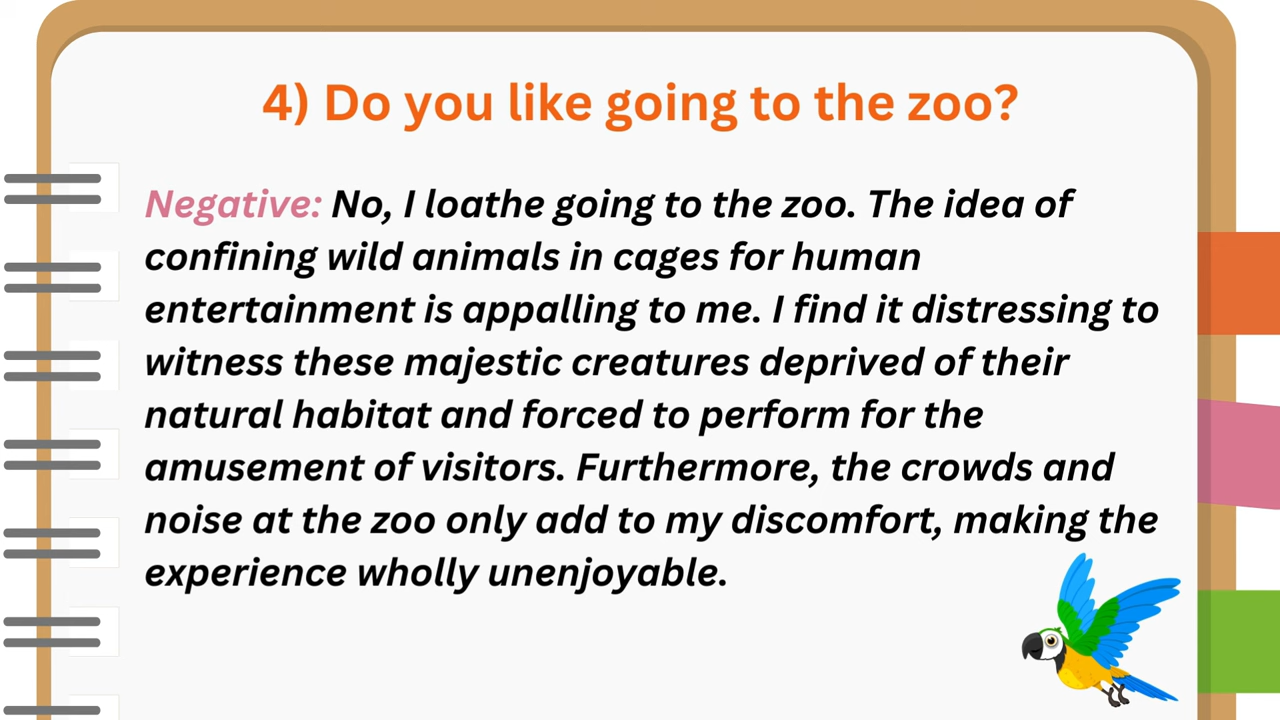 4) Do you like going to the zoo?
Negative: No, I loathe going to the zoo. The idea of
confining wild animals in cages for human
entertainment is appalling to me. I find it distressing to
witness these majestic creatures deprived of their
natural habitat and forced to perform for the
amusement of visitors. Furthermore, the crowds and
noise at the zoo only add to my discomfort, making the
experience wholly unenjoyable.